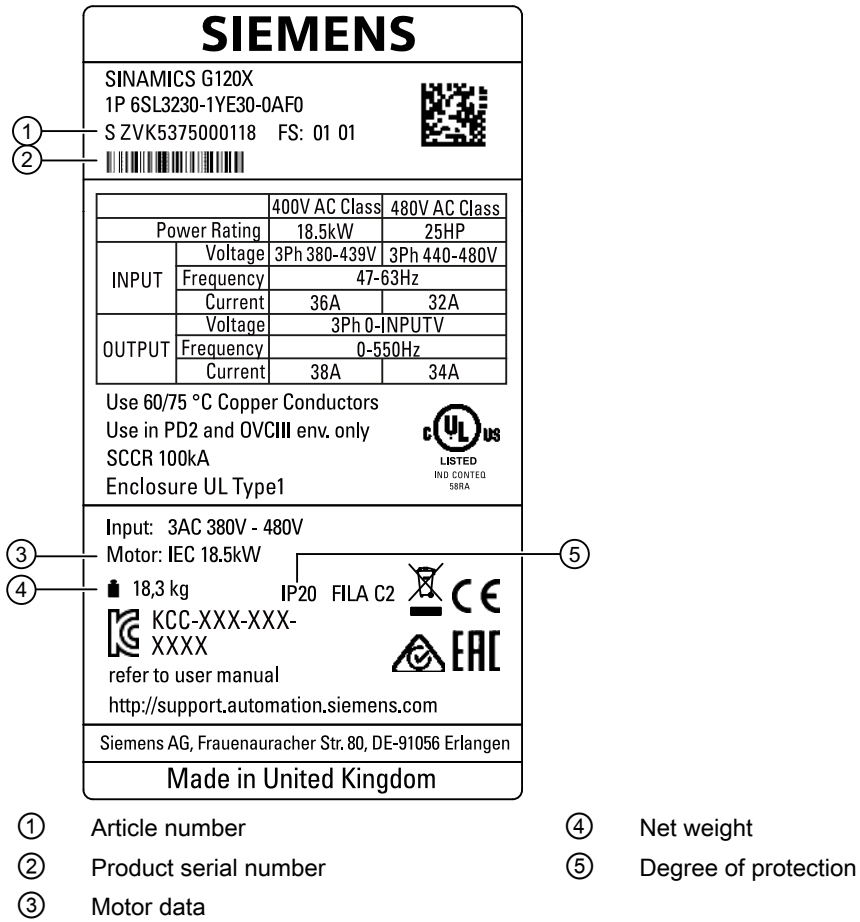 SIEMENS
SINAMICS G120X
1P 6SL3230-1YE30-0AF0
① S ZVK5375000118 FS: 01 01
②
400V AC Class 480V AC Class
Power Rating 18.5kW 25HP
INPUT Voltage 3Ph 380-439V 3Ph 440-480V
Frequency 47-63Hz
Current 36A 32A
OUTPUT Voltage 3Ph 0-INPUTV
Frequency 0-550Hz
Current 38A 34A
Use 60/75 °C Copper Conductors
Use in PD2 and OVCIII env. only
SCCR 100kA
Enclosure UL Type1
c UL US
LISTED
IND CONTEQ
58RA
Input: 3AC 380V - 480V
③ Motor: IEC 18.5kW ⑤
④ 18,3 kg IP20 FILA C2 CE
KCC-XXX-XXX-
XXXX
EAC
refer to user manual
http://support.automation.siemens.com
Siemens AG, Frauenauracher Str. 80, DE-91056 Erlangen
Made in United Kingdom
① Article number
② Product serial number
③ Motor data
④ Net weight
⑤ Degree of protection